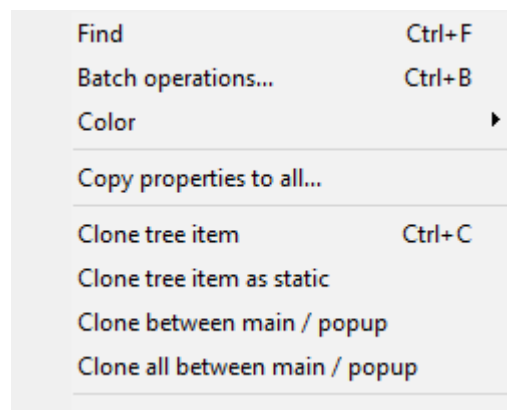 Find Ctrl+F
Batch operations... Ctrl+B
Color
Copy properties to all...
Clone tree item Ctrl+C
Clone tree item as static
Clone between main / popup
Clone all between main / popup